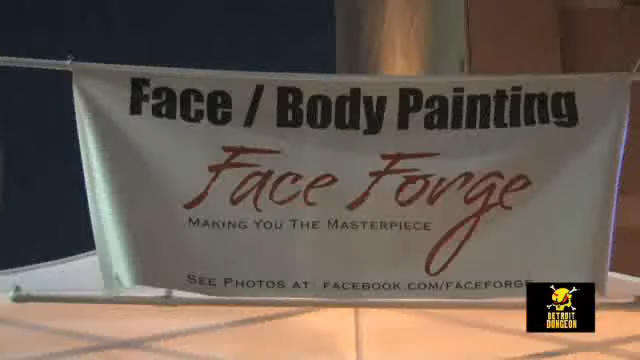 Face / Body Painting
Face Forge
Making You The Masterpiece
See Photos at: facebook.com/faceforge
DETROIT
DUNGEON